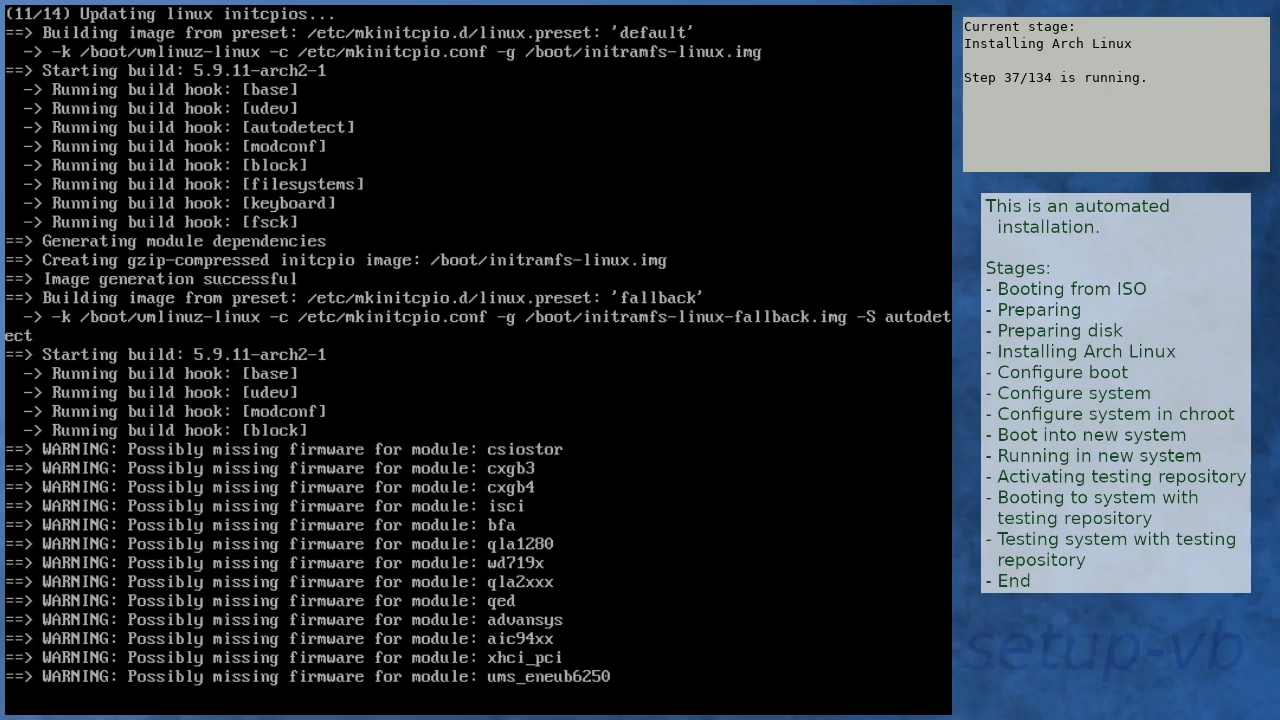 (11/14) Updating linux initcpios...
==> Building image from preset: /etc/mkinitcpio.d/linux.preset: 'default'
  -> -k /boot/vmlinuz-linux -c /etc/mkinitcpio.conf -g /boot/initramfs-linux.img
==> Starting build: 5.9.11-arch2-1
  -> Running build hook: [base]
  -> Running build hook: [udev]
  -> Running build hook: [autodetect]
  -> Running build hook: [modconf]
  -> Running build hook: [block]
  -> Running build hook: [filesystems]
  -> Running build hook: [keyboard]
  -> Running build hook: [fsck]
==> Generating module dependencies
==> Creating gzip-compressed initcpio image: /boot/initramfs-linux.img
==> Image generation successful
==> Building image from preset: /etc/mkinitcpio.d/linux.preset: 'fallback'
  -> -k /boot/vmlinuz-linux -c /etc/mkinitcpio.conf -g /boot/initramfs-linux-fallback.img -S autodet
ect
==> Starting build: 5.9.11-arch2-1
  -> Running build hook: [base]
  -> Running build hook: [udev]
  -> Running build hook: [modconf]
  -> Running build hook: [block]
==> WARNING: Possibly missing firmware for module: csiostor
==> WARNING: Possibly missing firmware for module: cxgb3
==> WARNING: Possibly missing firmware for module: cxgb4
==> WARNING: Possibly missing firmware for module: isci
==> WARNING: Possibly missing firmware for module: bfa
==> WARNING: Possibly missing firmware for module: qla1280
==> WARNING: Possibly missing firmware for module: wd719x
==> WARNING: Possibly missing firmware for module: qla2xxx
==> WARNING: Possibly missing firmware for module: qed
==> WARNING: Possibly missing firmware for module: advansys
==> WARNING: Possibly missing firmware for module: aic94xx
==> WARNING: Possibly missing firmware for module: xhci_pci
==> WARNING: Possibly missing firmware for module: ums_eneub6250
Current stage:
Installing Arch Linux
Step 37/134 is running.
This is an automated
installation.
Stages:
- Booting from ISO
- Preparing
- Preparing disk
- Installing Arch Linux
- Configure boot
- Configure system
- Configure system in chroot
- Boot into new system
- Running in new system
- Activating testing repository
- Booting to system with
testing repository
- Testing system with testing
repository
- End
-setup-vb